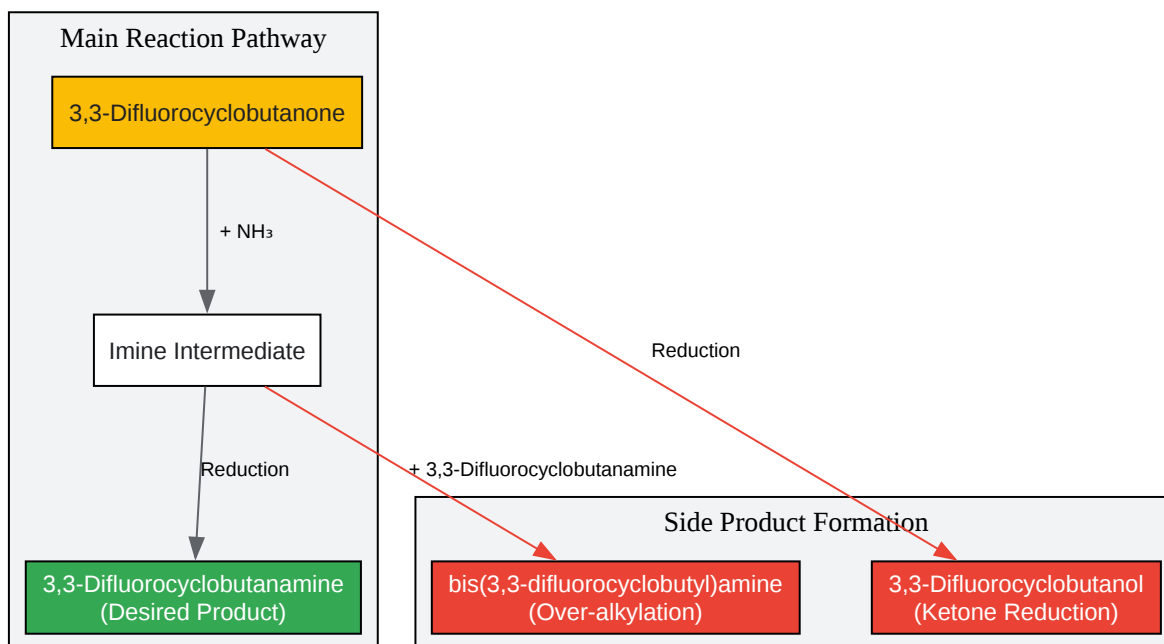 Main Reaction Pathway
3,3-Difluorocyclobutanone
+ NH₃
Imine Intermediate
Reduction
Reduction
+ 3,3-Difluorocyclobutanamine
Side Product Formation
3,3-Difluorocyclobutanamine
(Desired Product)
bis(3,3-difluorocyclobutyl)amine
(Over-alkylation)
3,3-Difluorocyclobutanol
(Ketone Reduction)